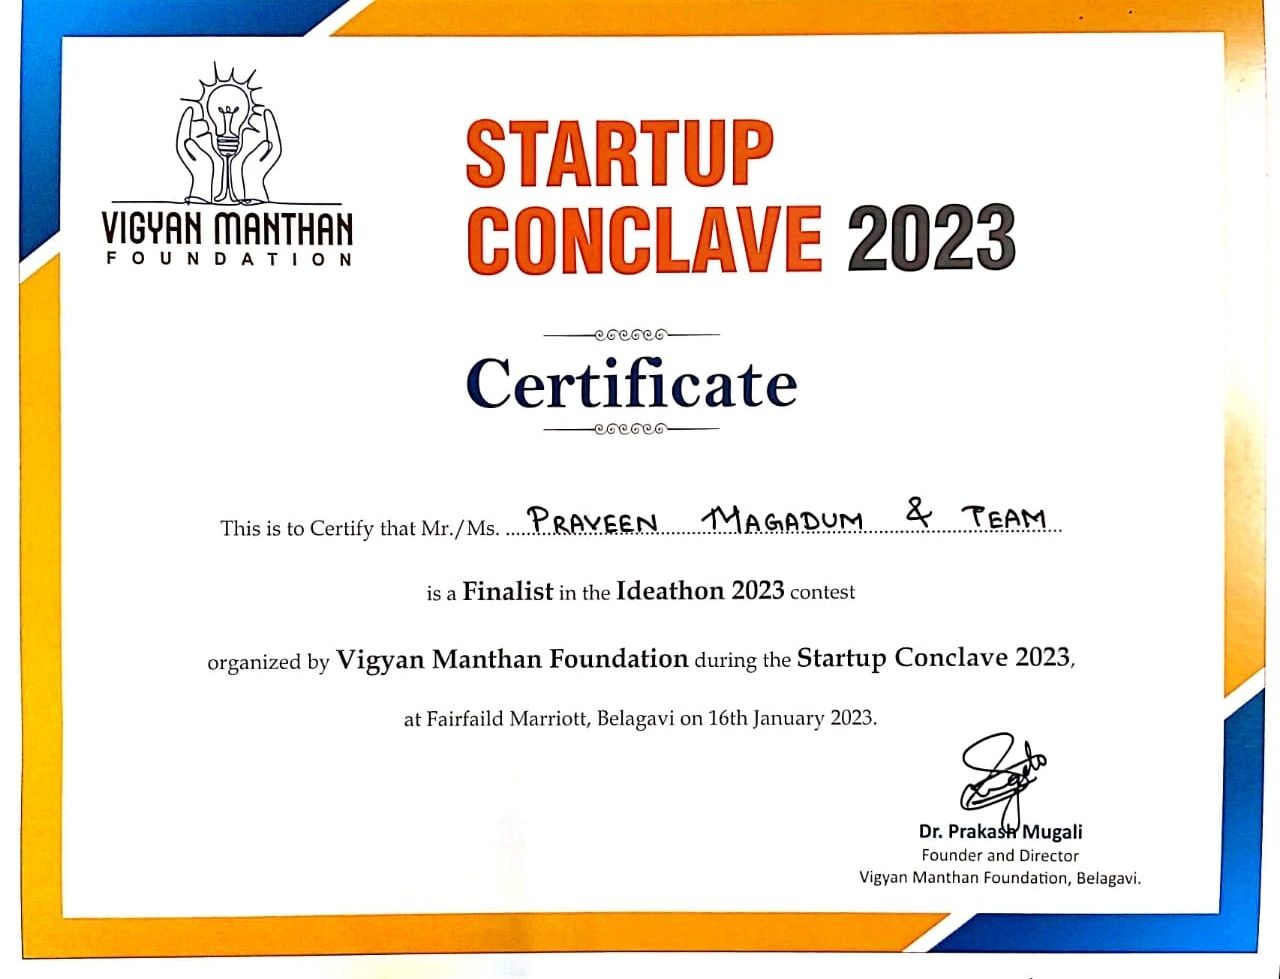 VIGYAN MANTHAN
FOUNDATION
STARTUP
CONCLAVE 2023
Certificate
This is to Certify that Mr./Ms. PRAVEEN MAGADUM & TEAM
is a Finalist in the Ideathon 2023 contest
organized by Vigyan Manthan Foundation during the Startup Conclave 2023,
at Fairfaild Marriott, Belagavi on 16th January 2023.
Dr. Prakash Mugali
Founder and Director
Vigyan Manthan Foundation, Belagavi.